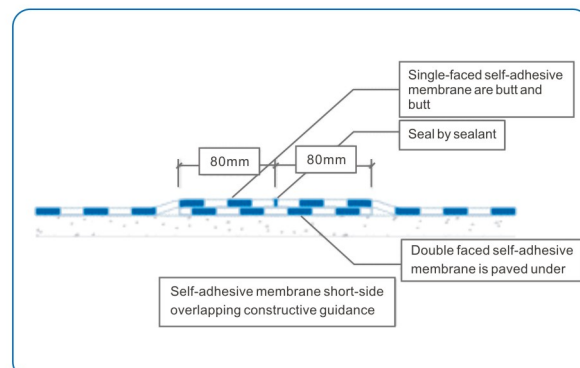 Single-faced self-adhesive
membrane are butt and
butt
Seal by sealant
80mm
80mm
Double faced self-adhesive
membrane is paved under
Self-adhesive membrane short-side
overlapping constructive guidance